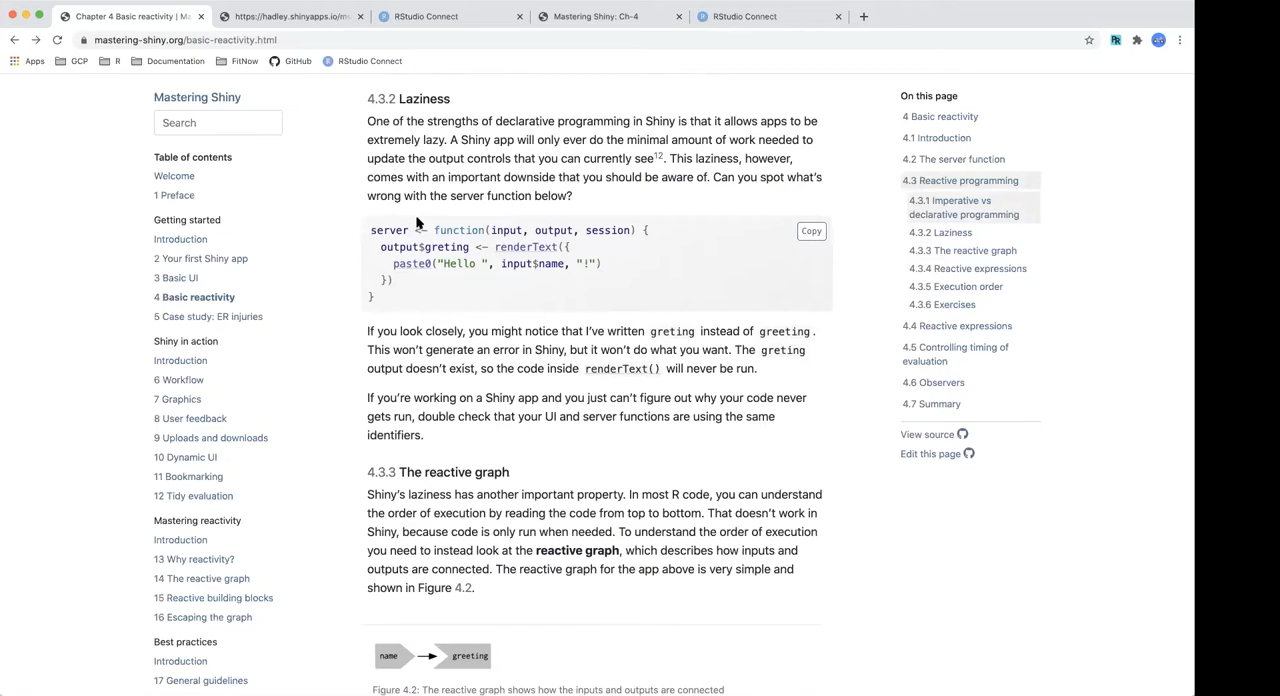 Chapter 4 Basic reactivity | Ma
https://hadley.shinyapps.io/m
RStudio Connect
Mastering Shiny: Ch-4
RStudio Connect
mastering-shiny.org/basic-reactivity.html
Apps GCP R Documentation FitNow GitHub RStudio Connect
Mastering Shiny
Search
Table of contents
Welcome
1 Preface
Getting started
Introduction
2 Your first Shiny app
3 Basic UI
4 Basic reactivity
5 Case study: ER injuries
Shiny in action
Introduction
6 Workflow
7 Graphics
8 User feedback
9 Uploads and downloads
10 Dynamic UI
11 Bookmarking
12 Tidy evaluation
Mastering reactivity
Introduction
13 Why reactivity?
14 The reactive graph
15 Reactive building blocks
16 Escaping the graph
Best practices
Introduction
17 General guidelines
4.3.2 Laziness
One of the strengths of declarative programming in Shiny is that it allows apps to be
extremely lazy. A Shiny app will only ever do the minimal amount of work needed to
update the output controls that you can currently see12. This laziness, however,
comes with an important downside that you should be aware of. Can you spot what's
wrong with the server function below?
server <- function(input, output, session) {
output$greting <- renderText({
paste0("Hello ", input$name, "!")
})
}
Copy
If you look closely, you might notice that I've written greting instead of greeting.
This won't generate an error in Shiny, but it won't do what you want. The greting
output doesn't exist, so the code inside renderText() will never be run.
If you're working on a Shiny app and you just can't figure out why your code never
gets run, double check that your UI and server functions are using the same
identifiers.
4.3.3 The reactive graph
Shiny's laziness has another important property. In most R code, you can understand
the order of execution by reading the code from top to bottom. That doesn't work in
Shiny, because code is only run when needed. To understand the order of execution
you need to instead look at the reactive graph, which describes how inputs and
outputs are connected. The reactive graph for the app above is very simple and
shown in Figure 4.2.
name greeting
Figure 4.2: The reactive graph shows how the inputs and outputs are connected
On this page
4 Basic reactivity
4.1 Introduction
4.2 The server function
4.3 Reactive programming
4.3.1 Imperative vs
declarative programming
4.3.2 Laziness
4.3.3 The reactive graph
4.3.4 Reactive expressions
4.3.5 Execution order
4.3.6 Exercises
4.4 Reactive expressions
4.5 Controlling timing of
evaluation
4.6 Observers
4.7 Summary
View source
Edit this page